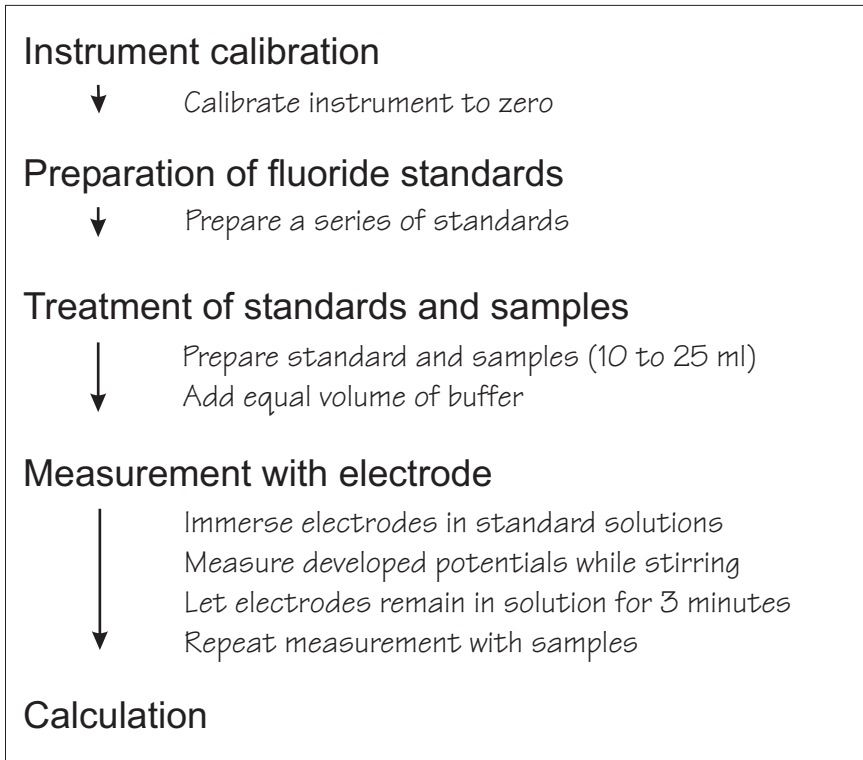 Instrument calibration
Calibrate instrument to zero
Preparation of fluoride standards
Prepare a series of standards
Treatment of standards and samples
Prepare standard and samples (10 to 25 ml)
Add equal volume of buffer
Measurement with electrode
Immerse electrodes in standard solutions
Measure developed potentials while stirring
Let electrodes remain in solution for 3 minutes
Repeat measurement with samples
Calculation